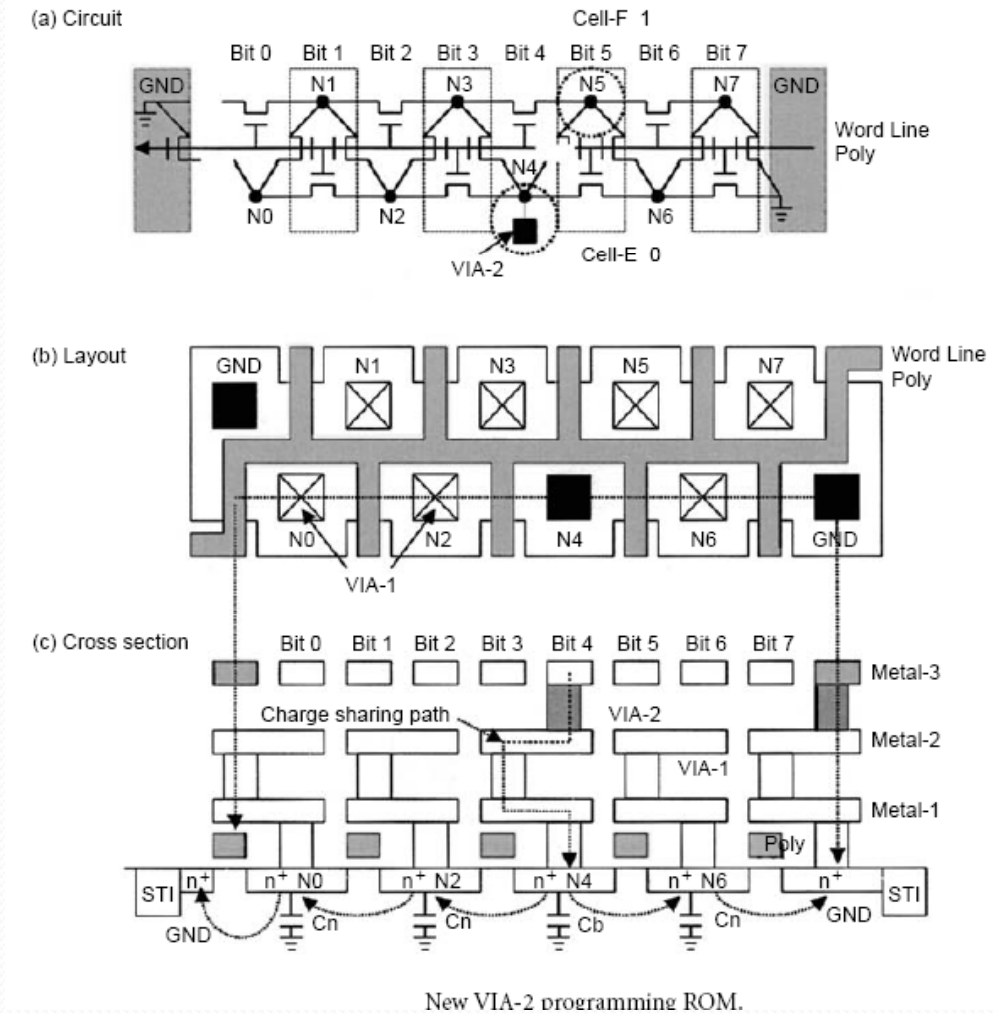 (a) Circuit
Cell-F 1
Bit 0 Bit 1 Bit 2 Bit 3 Bit 4 Bit 5 Bit 6 Bit 7
GND N1 N3 N5 N7 GND
Word Line
Poly
N4
N0 N2 N6
VIA-2
Cell-E 0
(b) Layout
GND N1 N3 N5 N7
Word Line
Poly
N0 N2 N4 N6 GND
VIA-1
(c) Cross section
Bit 0 Bit 1 Bit 2 Bit 3 Bit 4 Bit 5 Bit 6 Bit 7
Metal-3
Charge sharing path
VIA-2
Metal-2
VIA-1
Metal-1
Poly
STI n+ n+ N0 n+ N2 n+ N4 n+ N6 n+ STI
GND Cn Cn Cb Cn GND
New VIA-2 programming ROM.